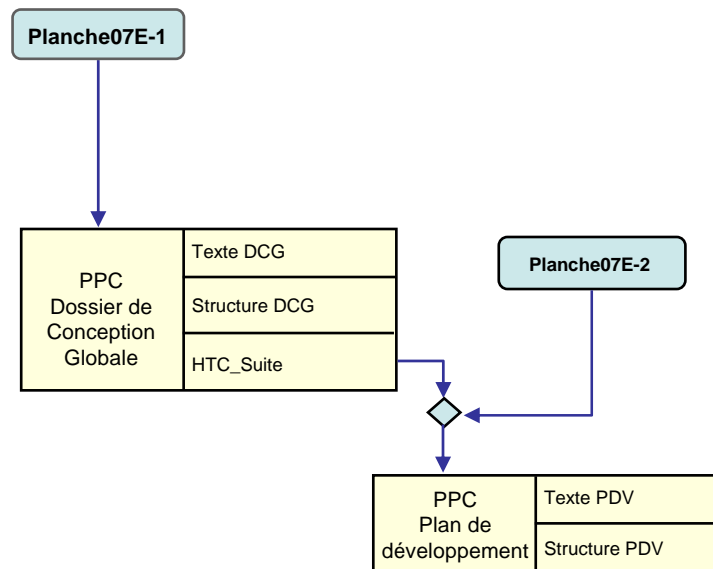 Planche07E-1
PPC
Dossier de
Conception
Globale
Texte DCG
Structure DCG
HTC_Suite
Planche07E-2
PPC
Plan de
développement
Texte PDV
Structure PDV